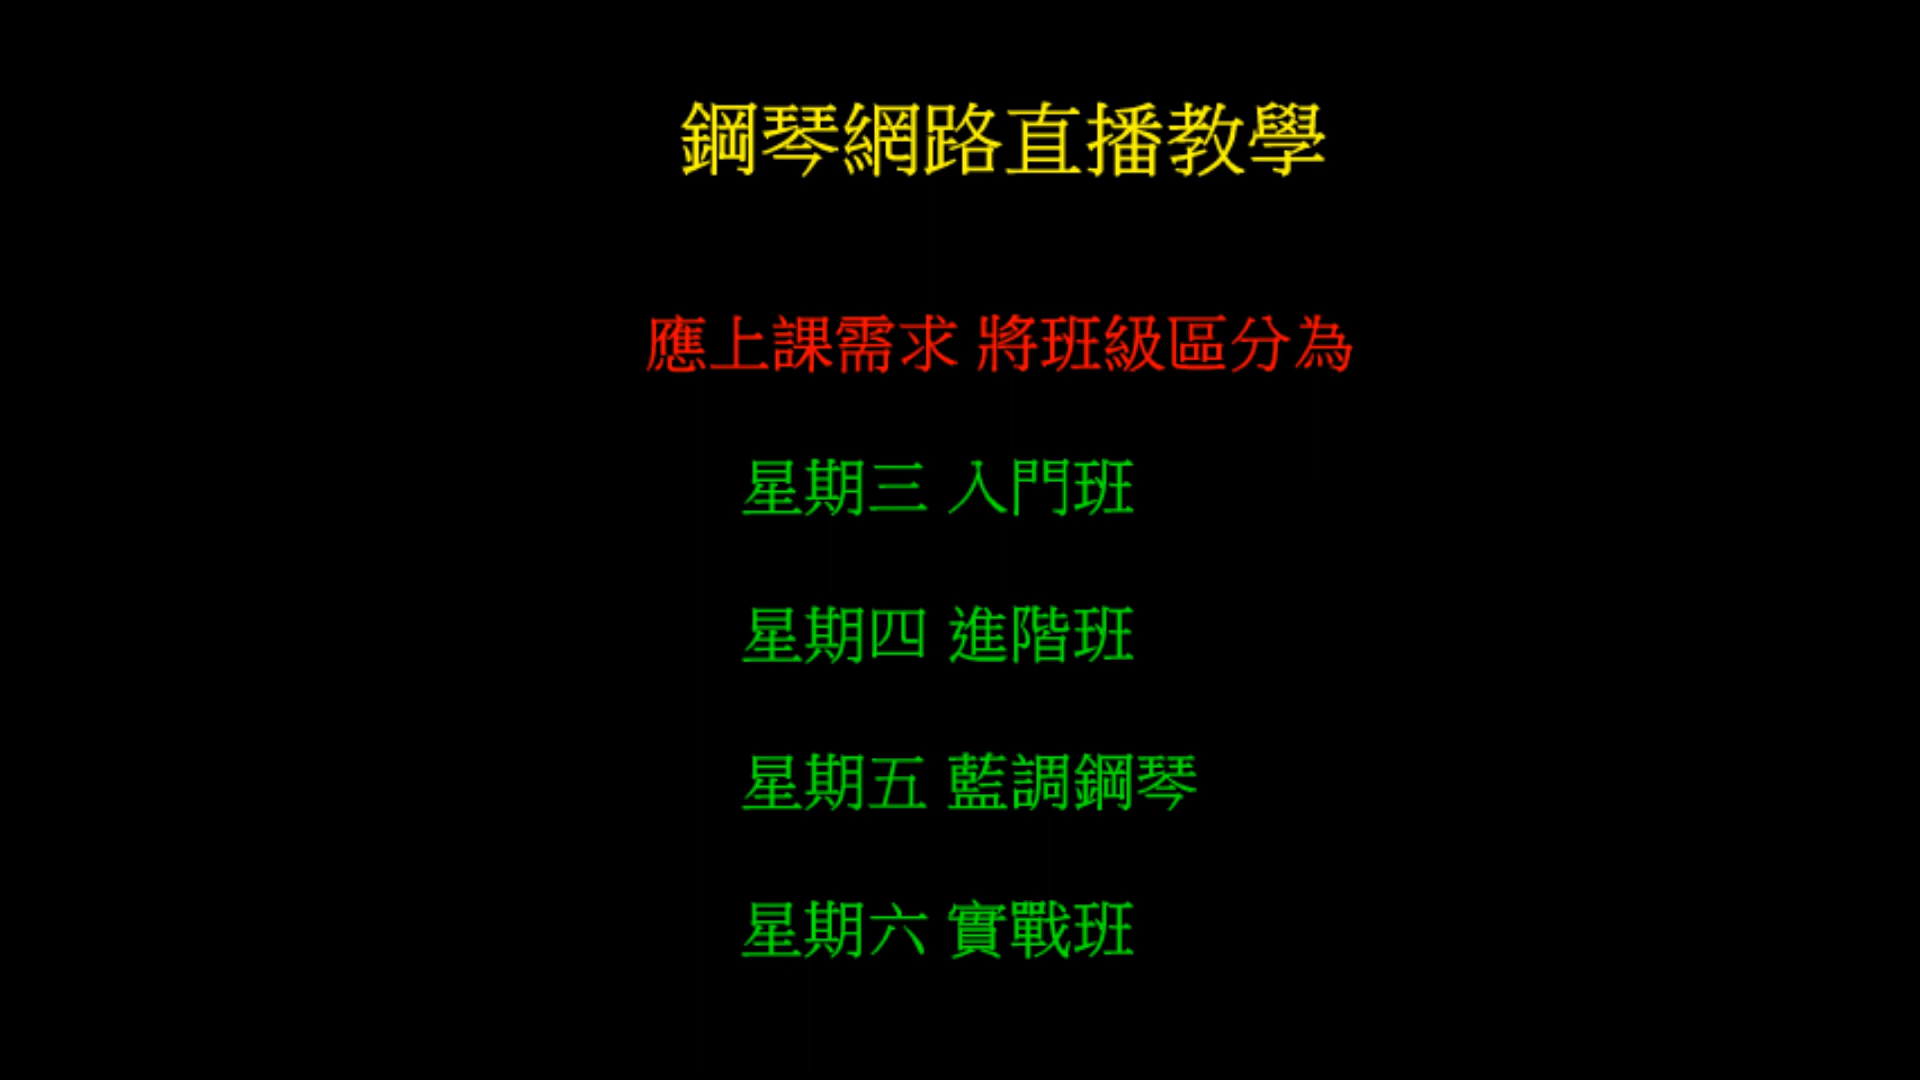 鋼琴網路直播教學
應上課需求 將班級區分為
星期三 入門班
星期四 進階班
星期五 藍調鋼琴
星期六 實戰班